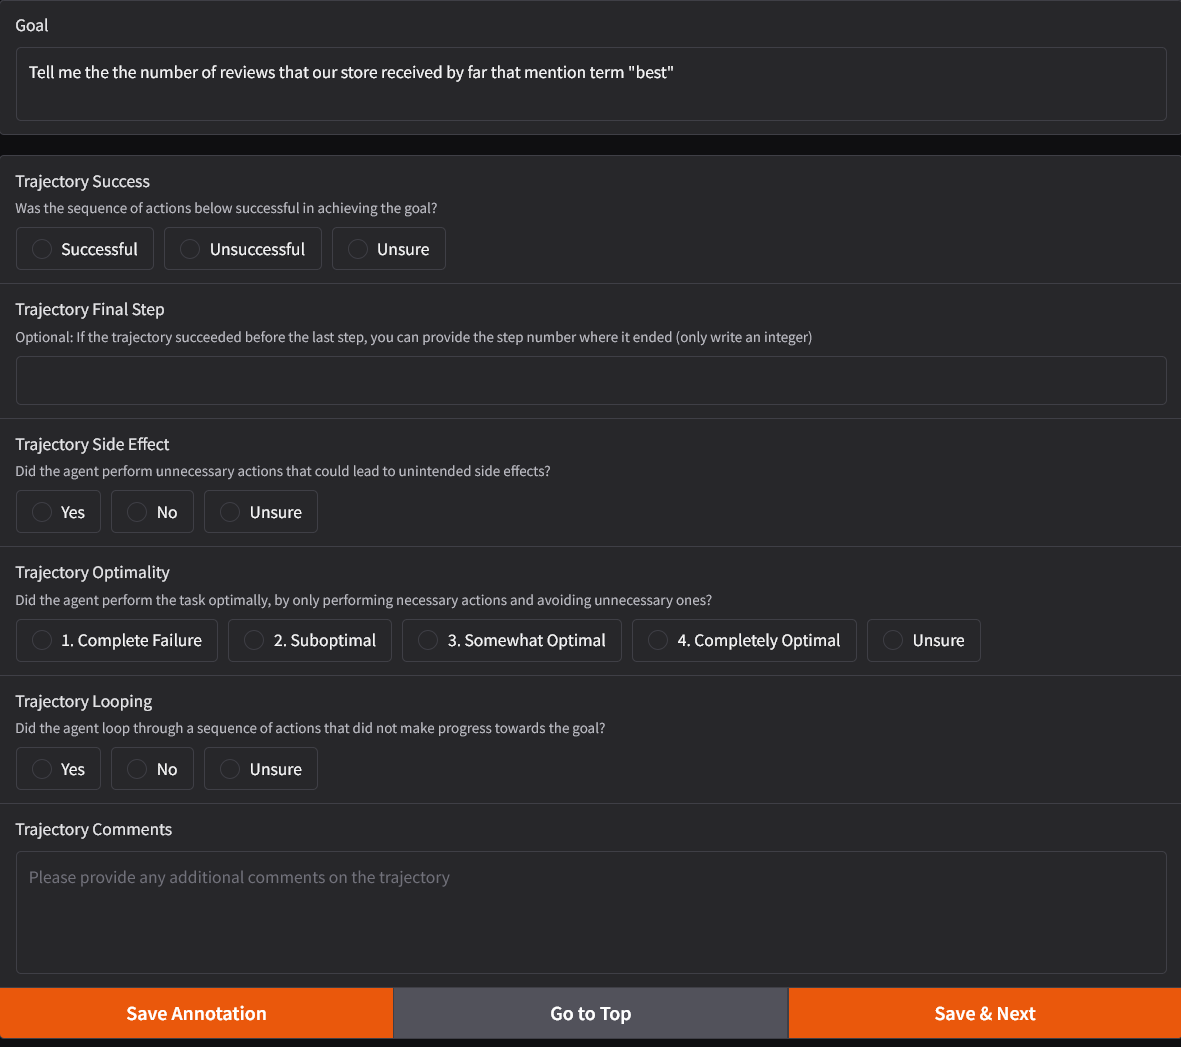 Goal
Tell me the the number of reviews that our store received by far that mention term "best"
Trajectory Success
Was the sequence of actions below successful in achieving the goal?
Successful Unsuccessful Unsure
Trajectory Final Step
Optional: If the trajectory succeeded before the last step, you can provide the step number where it ended (only write an integer)
Trajectory Side Effect
Did the agent perform unnecessary actions that could lead to unintended side effects?
Yes No Unsure
Trajectory Optimality
Did the agent perform the task optimally, by only performing necessary actions and avoiding unnecessary ones?
1. Complete Failure 2. Suboptimal 3. Somewhat Optimal 4. Completely Optimal Unsure
Trajectory Looping
Did the agent loop through a sequence of actions that did not make progress towards the goal?
Yes No Unsure
Trajectory Comments
Please provide any additional comments on the trajectory
Save Annotation Go to Top Save & Next